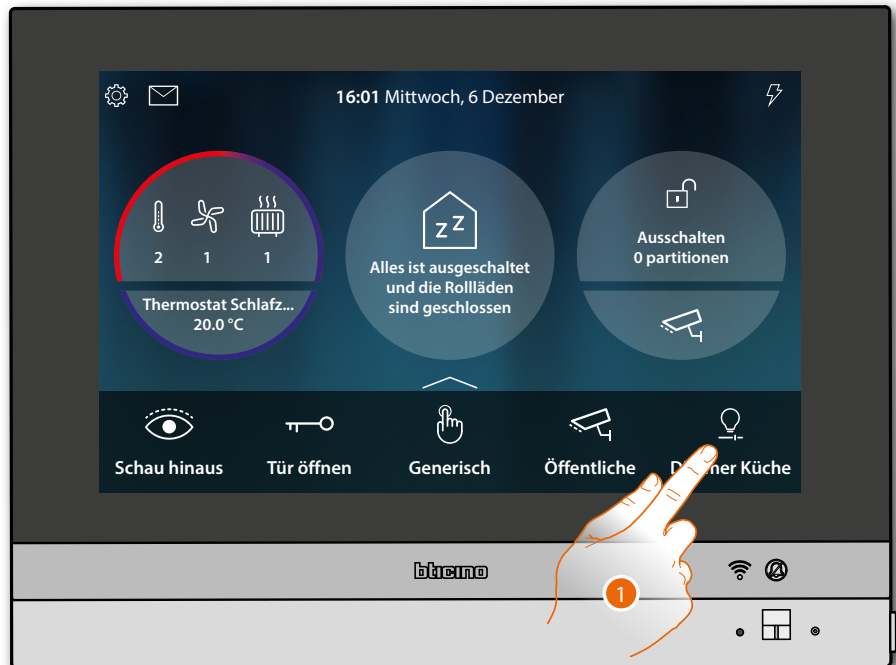 16:01 Mittwoch, 6 Dezember
2 1 1
Thermostat Schlafz...
20.0 °C
zZ
Alles ist ausgeschaltet
und die Rollläden
sind geschlossen
Ausschalten
0 partitionen
Schau hinaus
Tür öffnen
Generisch
Öffentliche
Küche
bticino
1